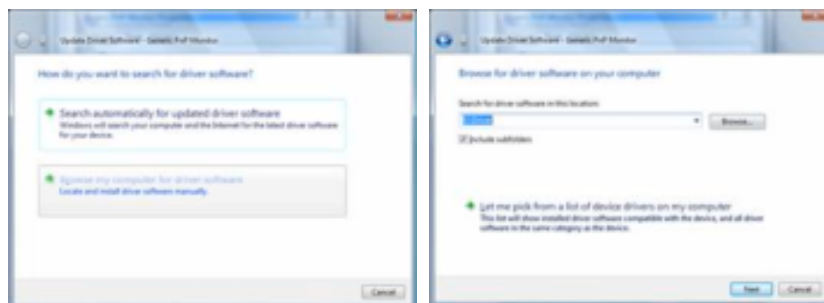 Update Driver Software - Generic PnP Monitor
How do you want to search for driver software?
Search automatically for updated driver software
Windows will search your computer and the Internet for the latest driver software
for your device.
Browse my computer for driver software
Locate and install driver software manually.
Cancel
Update Driver Software - Generic PnP Monitor
Browse for driver software on your computer
Search for driver software in this location:
Browse...
Include subfolders
Let me pick from a list of device drivers on my computer
This list will show installed driver software compatible with the device, and all driver
software in the same category as the device.
Next
Cancel